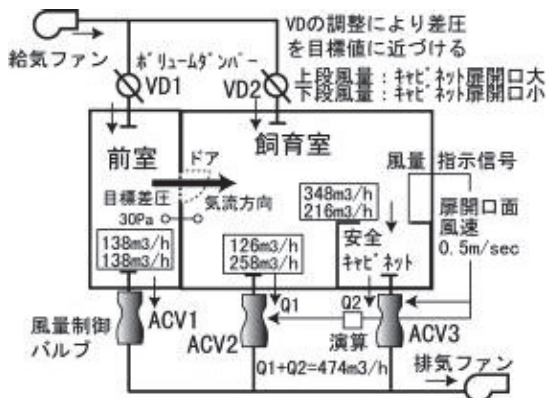 VDの調整により差圧
を目標値に近づける
給気ファン
ボリュームダンパー
VD1
VD2
上段風量：キャビネット扉開口大
下段風量：キャビネット扉開口小
前室
ドア
飼育室
風量
指示信号
目標差圧
30Pa
気流方向
348m3/h
216m3/h
扉開口面
風速
0.5m/sec
138m3/h
138m3/h
126m3/h
258m3/h
安全
キャビネット
Q1
Q2
風量制御
バルブ
ACV1
ACV2
演算
ACV3
Q1+Q2=474m3/h
排気ファン